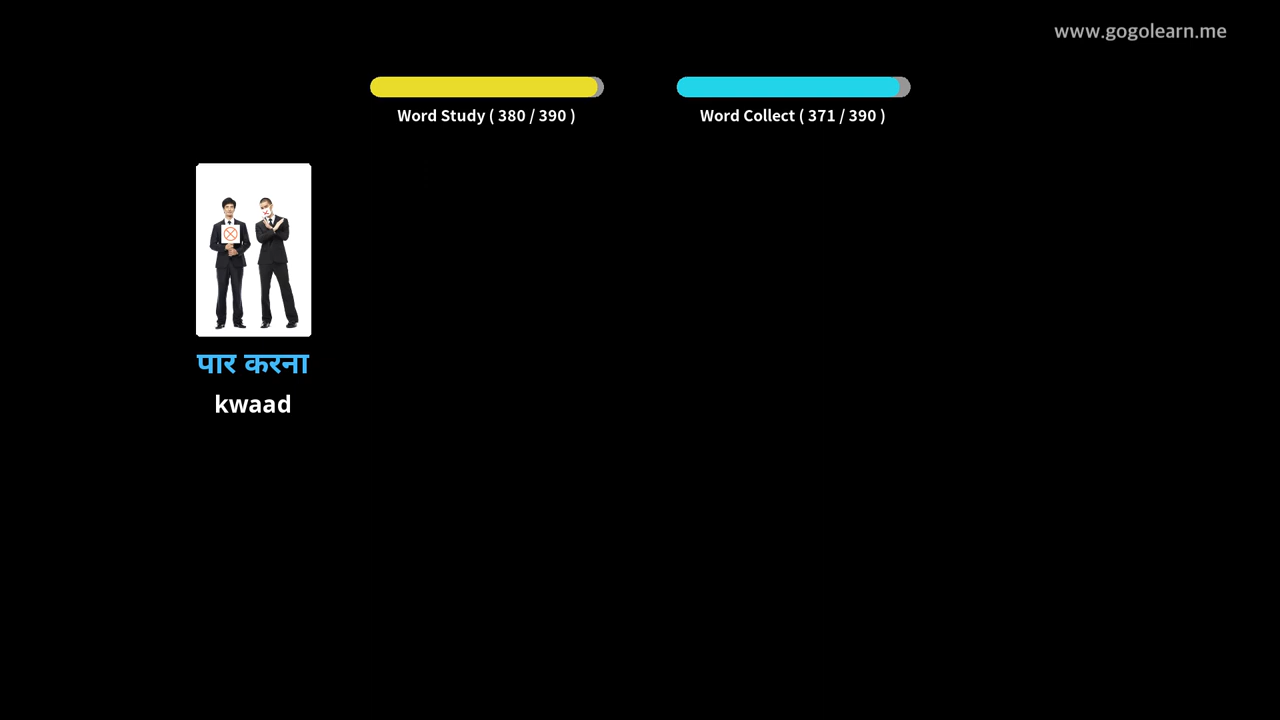 www.gogolearn.me
Word Study ( 380 / 390 )
Word Collect ( 371 / 390 )
पार करना
kwaad